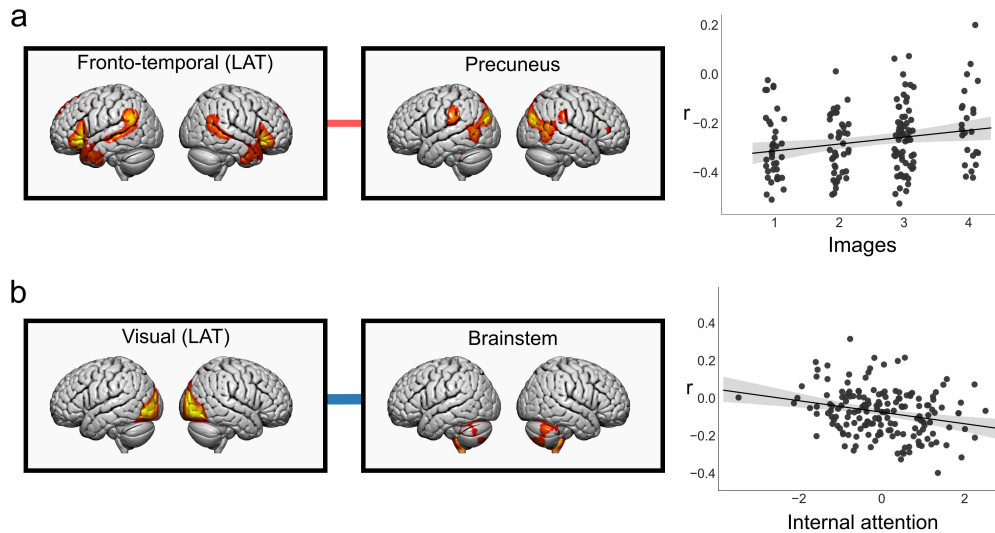 a
Fronto-temporal (LAT)
Precuneus
0.2
0.0
r
−0.2
−0.4
1 2 3 4
Images
b
Visual (LAT)
Brainstem
0.4
0.2
r
0.0
−0.2
−0.4
−2 0 2
Internal attention